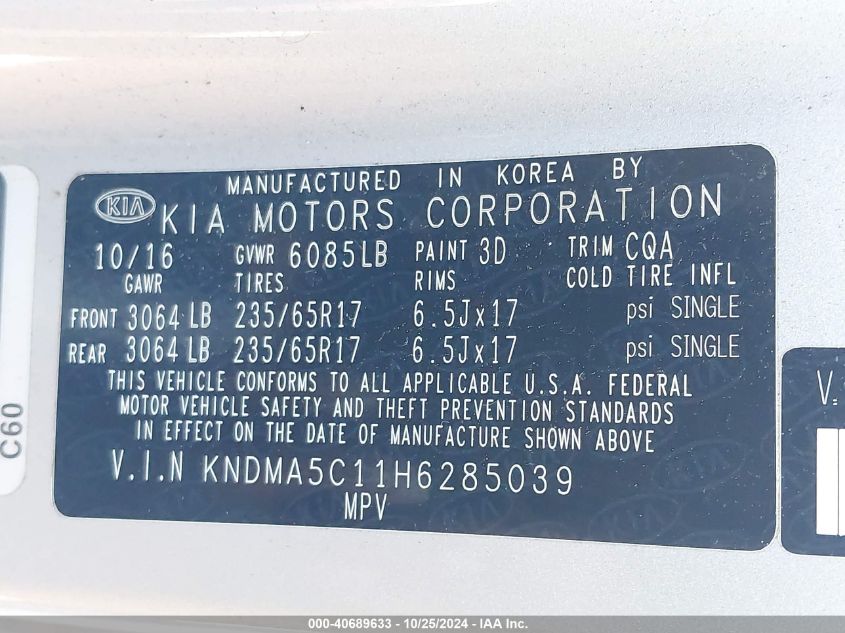 MANUFACTURED IN KOREA BY
KIA KIA MOTORS CORPORATION
10/16 GVWR 6085LB PAINT 3D TRIM CQA
GAWR TIRES RIMS COLD TIRE INFL
FRONT 3064 LB 235/65R17 6.5Jx17 psi SINGLE
REAR 3064 LB 235/65R17 6.5Jx17 psi SINGLE
THIS VEHICLE CONFORMS TO ALL APPLICABLE U.S.A. FEDERAL
MOTOR VEHICLE SAFETY AND THEFT PREVENTION STANDARDS
IN EFFECT ON THE DATE OF MANUFACTURE SHOWN ABOVE
V.I.N KNDMA5C11H6285039
MPV
C60
V.
000-40689633 - 10/25/2024 - IAAI.com